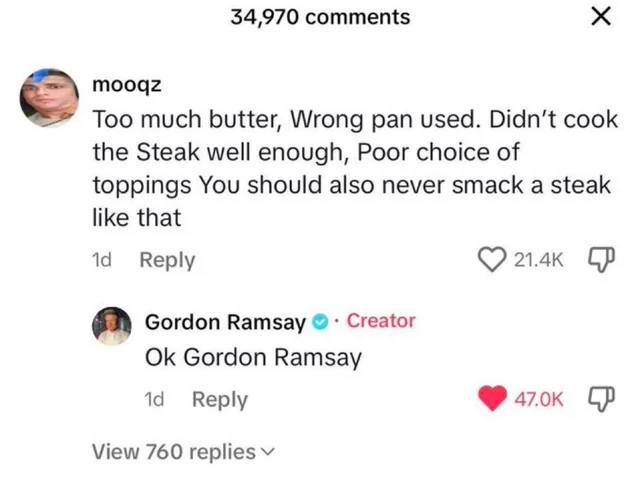 34,970 comments
mooqz
Too much butter, Wrong pan used. Didn’t cook
the Steak well enough, Poor choice of
toppings You should also never smack a steak
like that
1d Reply 21.4K
Gordon Ramsay · Creator
Ok Gordon Ramsay
1d Reply 47.0K
View 760 replies